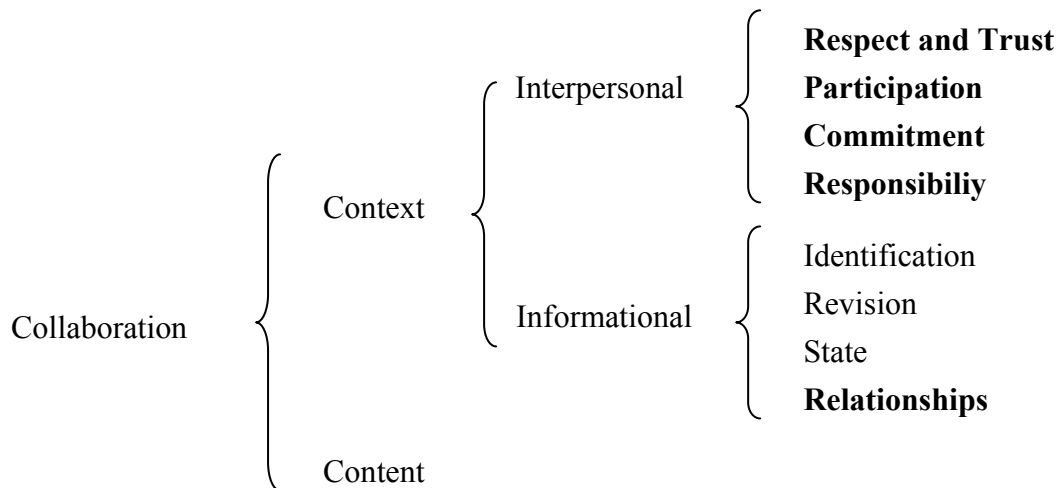 Respect and Trust
Interpersonal
Participation
Commitment
Responsibiliy
Context
Identification
Revision
Informational
Collaboration
State
Relationships
Content